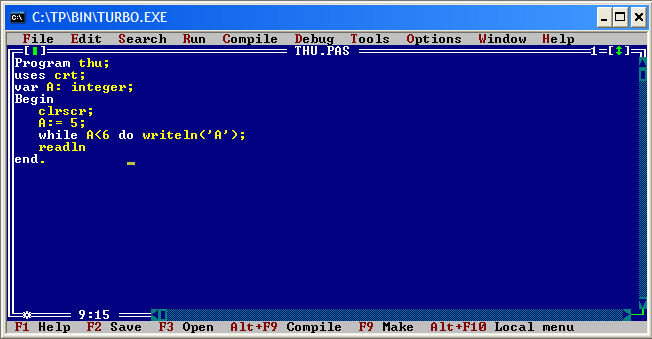 C:\TP\BIN\TURBO.EXE
File Edit Search Run Compile Debug Tools Options Window Help
THU.PAS 1
Program thu;
uses crt;
var A: integer;
Begin
clrscr;
A:= 5;
while A<6 do writeln('A');
readln
end.
9:15
F1 Help F2 Save F3 Open Alt+F9 Compile F9 Make Alt+F10 Local menu